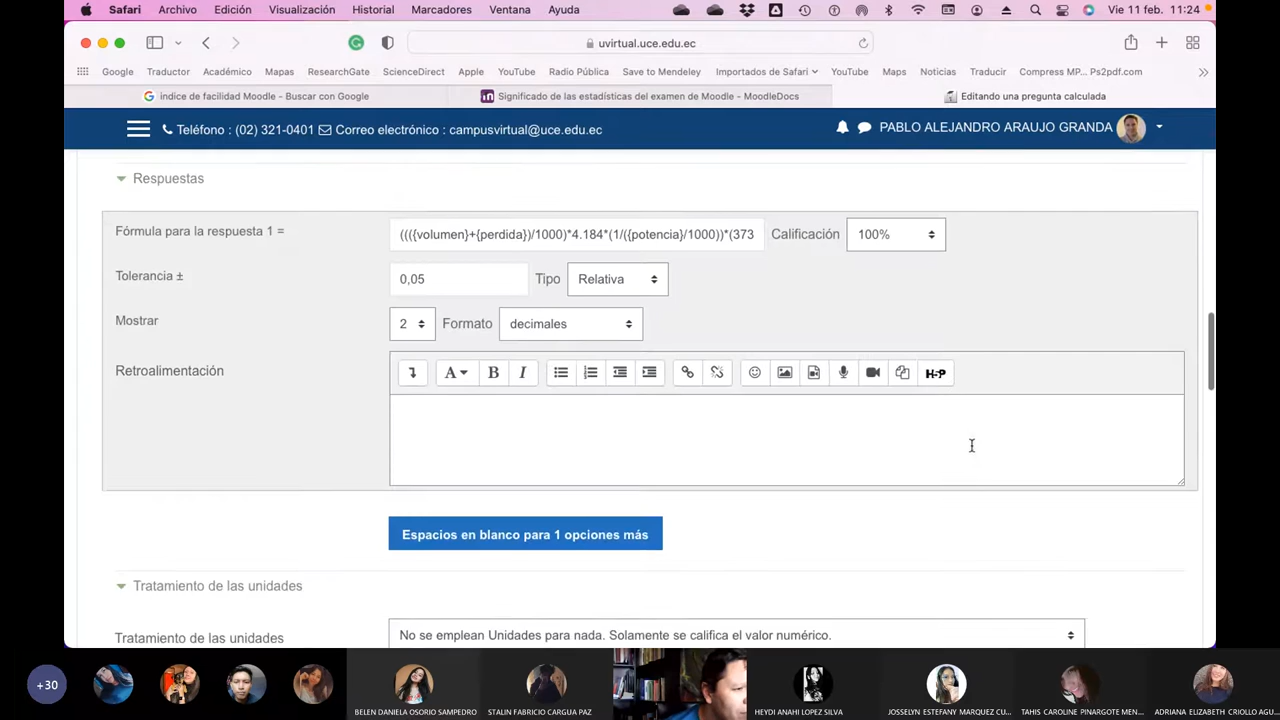 Safari Archivo Edición Visualización Historial Marcadores Ventana Ayuda Vie 11 feb. 11:24
uvirtual.uce.edu.ec
Google Traductor Académico Mapas ResearchGate ScienceDirect Apple YouTube Radio Pública Save to Mendeley Importados de Safari YouTube Maps Noticias Traducir Compress MP... Ps2pdf.com
indice de facilidad Moodle - Buscar con Google Significado de las estadísticas del examen de Moodle - MoodleDocs Editando una pregunta calculada
Teléfono : (02) 321-0401 Correo electrónico : campusvirtual@uce.edu.ec PABLO ALEJANDRO ARAUJO GRANDA
Respuestas
Fórmula para la respuesta 1 = ((({volumen}+{perdida})/1000)*4.184*(1/({potencia}/1000))*(373 Calificación 100%
Tolerancia ± 0,05 Tipo Relativa
Mostrar 2 Formato decimales
Retroalimentación A B I H-P
Espacios en blanco para 1 opciones más
Tratamiento de las unidades
Tratamiento de las unidades No se emplean Unidades para nada. Solamente se califica el valor numérico.
+30
BELEN DANIELA OSORIO SAMPEDRO STALIN FABRICIO CARGUA PAZ HEYDI ANAHI LOPEZ SILVA JOSSELYN ESTEFANY MARQUEZ CU... TAHIS CAROLINE PINARGOTE MEN... ADRIANA ELIZABETH CRIOLLO AGU...